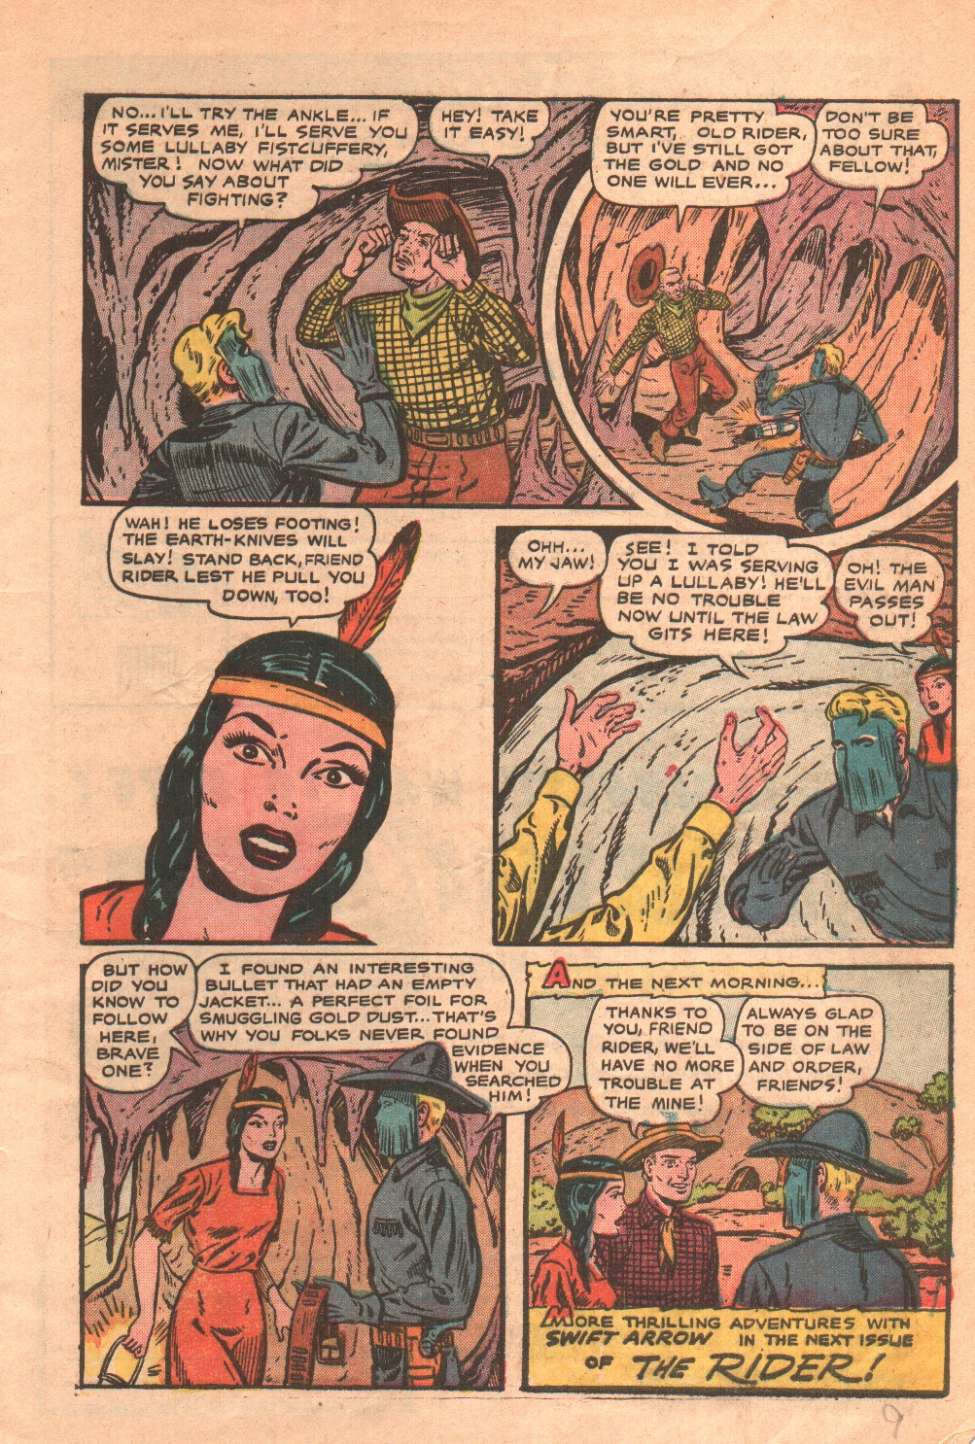 NO...I'LL TRY THE ANKLE...IF
IT SERVES ME, I'LL SERVE YOU
SOME LULLABY FISTCUFFERY,
MISTER! NOW WHAT DID
YOU SAY ABOUT
FIGHTING?
HEY! TAKE
IT EASY!
YOU'RE PRETTY
SMART, OLD RIDER,
BUT I'VE STILL GOT
THE GOLD AND NO
ONE WILL EVER...
DON'T BE
TOO SURE
ABOUT THAT,
FELLOW!
WAH! HE LOSES FOOTING!
THE EARTH-KNIVES WILL
SLAY! STAND BACK, FRIEND
RIDER LEST HE PULL YOU
DOWN, TOO!
OHH...
MY JAW!
SEE! I TOLD
YOU I WAS SERVING
UP A LULLABY! HE'LL
BE NO TROUBLE
NOW UNTIL THE LAW
GITS HERE!
OH! THE
EVIL MAN
PASSES
OUT!
BUT HOW
DID YOU
KNOW TO
FOLLOW
HERE,
BRAVE
ONE?
I FOUND AN INTERESTING
BULLET THAT HAD AN EMPTY
JACKET... A PERFECT FOIL FOR
SMUGGLING GOLD DUST...THAT'S
WHY YOU FOLKS NEVER FOUND
EVIDENCE
WHEN YOU
SEARCHED
HIM!
AND THE NEXT MORNING...
THANKS TO
YOU, FRIEND
RIDER, WE'LL
HAVE NO MORE
TROUBLE AT
THE MINE!
ALWAYS GLAD
TO BE ON THE
SIDE OF LAW
AND ORDER,
FRIENDS!
MORE THRILLING ADVENTURES WITH
SWIFT ARROW IN THE NEXT ISSUE
OF THE RIDER!
9